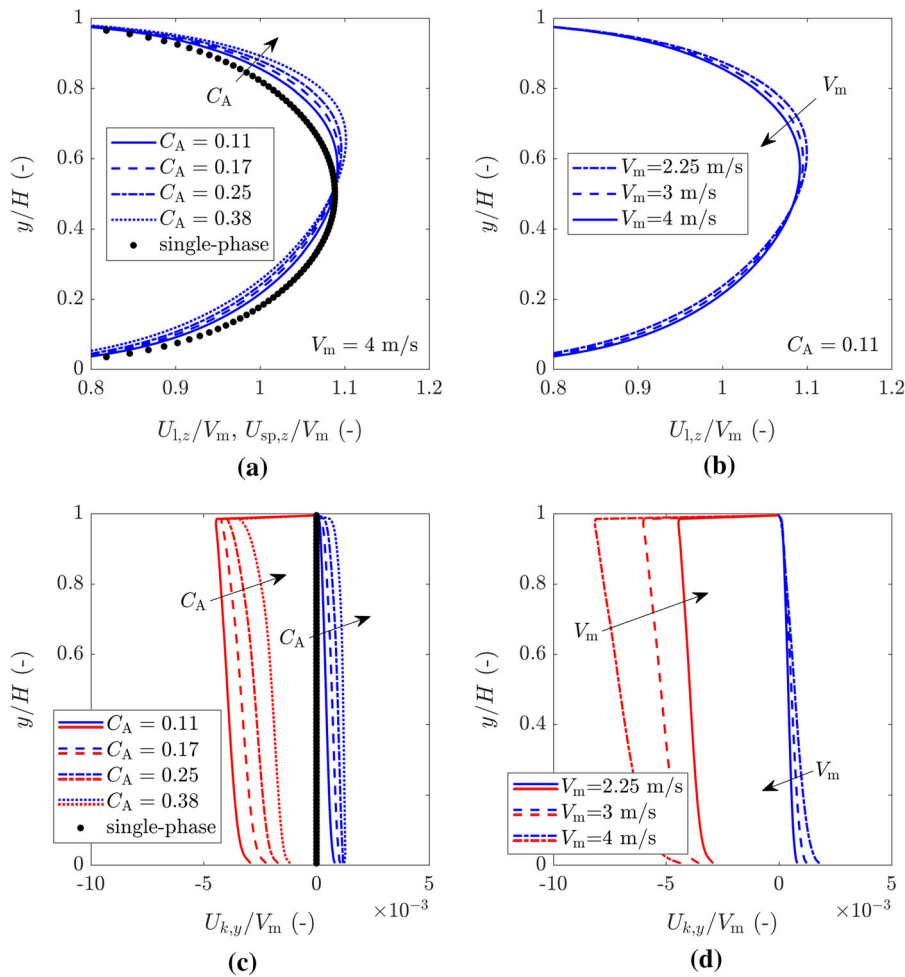 1
0.8
0.6
0.4
0.2
0
y/H (-)
C_A
C_A = 0.11
C_A = 0.17
C_A = 0.25
C_A = 0.38
single-phase
V_m = 4 m/s
0.8 0.9 1 1.1 1.2
U_l,z/V_m, U_sp,z/V_m (-)
(a)
1
0.8
0.6
0.4
0.2
0
y/H (-)
V_m
V_m=2.25 m/s
V_m=3 m/s
V_m=4 m/s
C_A = 0.11
0.8 0.9 1 1.1 1.2
U_l,z/V_m (-)
(b)
1
0.8
0.6
0.4
0
y/H (-)
C_A
C_A
C_A = 0.11
C_A = 0.17
C_A = 0.25
C_A = 0.38
single-phase
-10 -5 0 5
×10⁻³
U_k,y/V_m (-)
(c)
1
0.8
0.6
0.4
0
y/H (-)
V_m
V_m
V_m=2.25 m/s
V_m=3 m/s
V_m=4 m/s
-10 -5 0 5
×10⁻³
U_k,y/V_m (-)
(d)